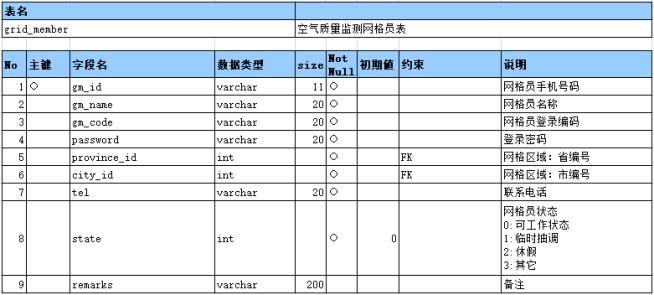 表名
grid_member 空气质量监测网格员表
No 主键 字段名 数据类型 size Not Null 初期値 约束 说明
1 ○ gm_id varchar 11 ○ 网格员手机号码
2 gm_name varchar 20 ○ 网格员名称
3 gm_code varchar 20 ○ 网格员登录编码
4 password varchar 20 ○ 登录密码
5 province_id int ○ FK 网格区域：省编号
6 city_id int ○ FK 网格区域：市编号
7 tel varchar 20 ○ 联系电话
8 state int ○ 0 网格员状态
0:可工作状态
1:临时抽调
2:休假
3:其它
9 remarks varchar 200 备注